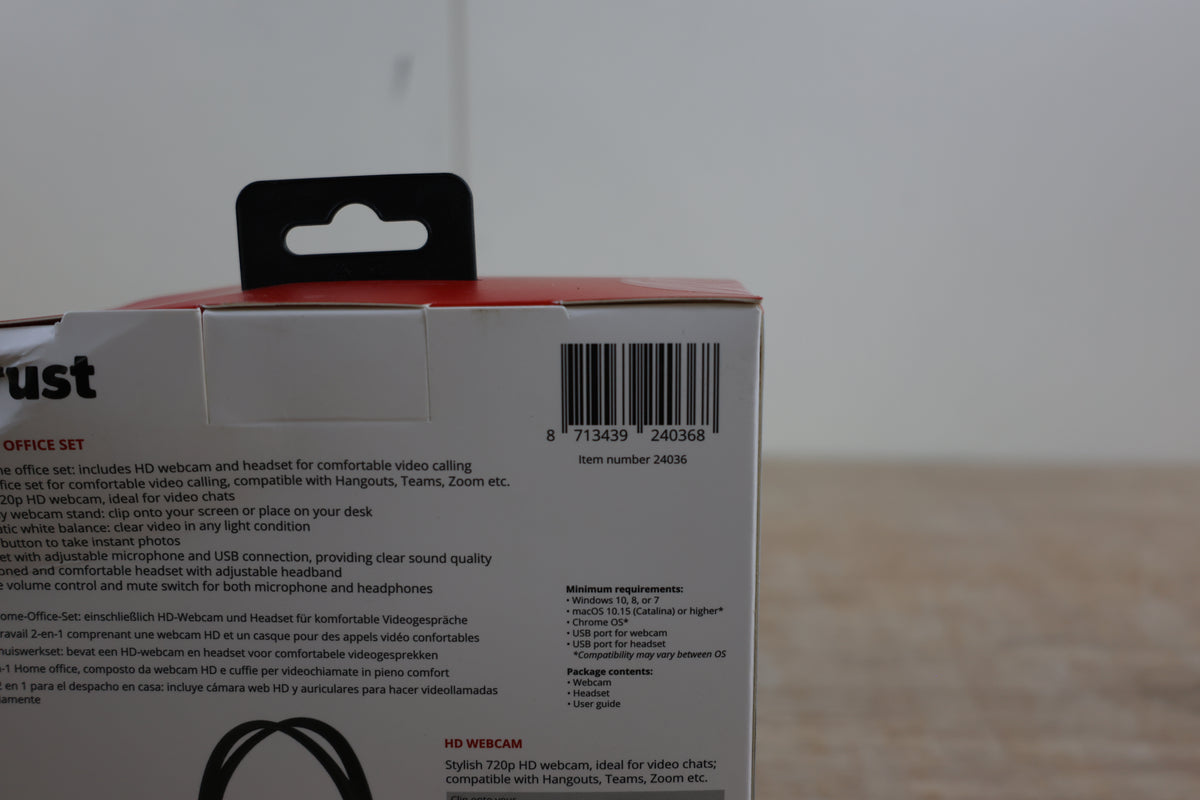 rust
OFFICE SET
office set: includes HD webcam and headset for comfortable video calling
set for comfortable video calling, compatible with Hangouts, Teams, Zoom etc.
20p HD webcam, ideal for video chats
webcam stand: clip onto your screen or place on your desk
white balance: clear video in any light condition
button to take instant photos
with adjustable microphone and USB connection, providing clear sound quality
and comfortable headset with adjustable headband
volume control and mute switch for both microphone and headphones
ome-Office-Set: einschließlich HD-Webcam und Headset für komfortable Videogespräche
ravail 2-en-1 comprenant une webcam HD et un casque pour des appels vidéo confortables
huiswerkset: bevat een HD-webcam en headset voor comfortabele videogesprekken
-1 Home office, composto da webcam HD e cuffie per videochiamate in pieno comfort
2 en 1 para el despacho en casa: incluye cámara web HD y auriculares para hacer videollamadas
iamente
8 713439 240368
Item number 24036
Minimum requirements:
• Windows 10, 8, or 7
• macOS 10.15 (Catalina) or higher*
• Chrome OS*
• USB port for webcam
• USB port for headset
*Compatibility may vary between OS
Package contents:
• Webcam
• Headset
• User guide
HD WEBCAM
Stylish 720p HD webcam, ideal for video chats;
compatible with Hangouts, Teams, Zoom etc.
Clip onto your